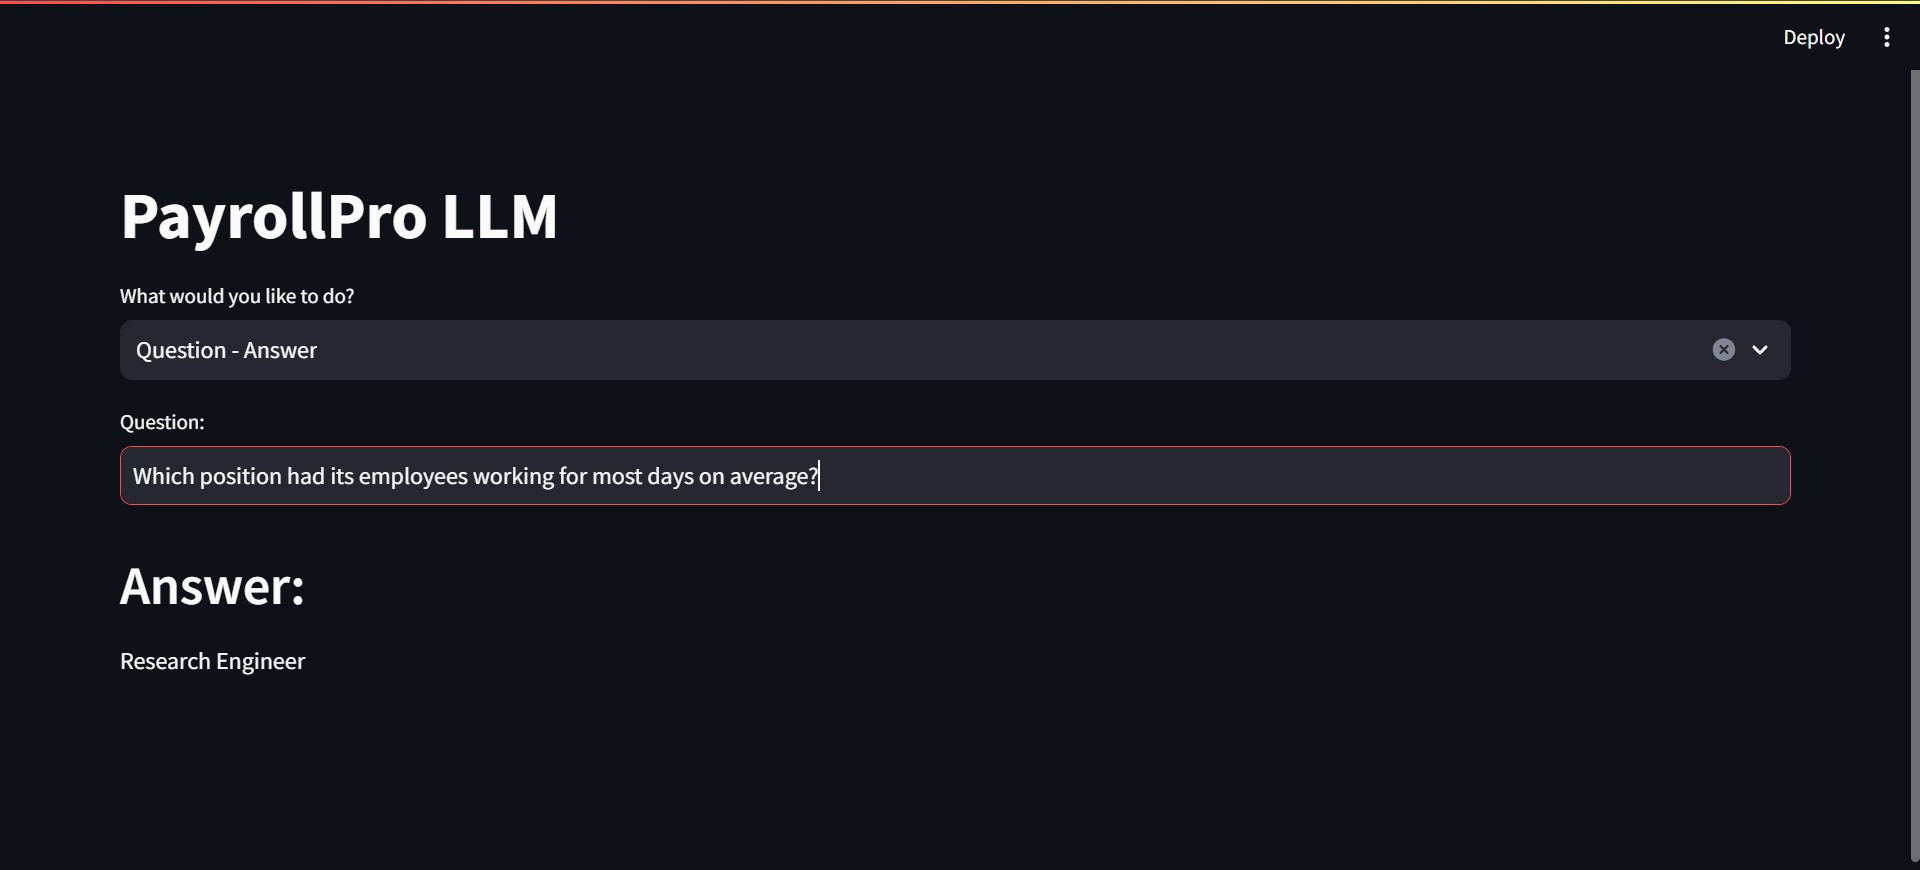 Deploy
PayrollPro LLM
What would you like to do?
Question - Answer
Question:
Which position had its employees working for most days on average?
Answer:
Research Engineer